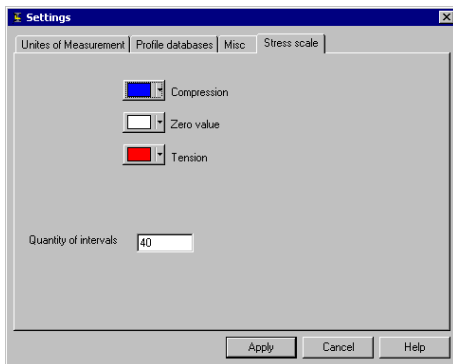 Settings
Unites of Measurement Profile databases Misc Stress scale
Compression
Zero value
Tension
Quantity of intervals 40
Apply Cancel Help